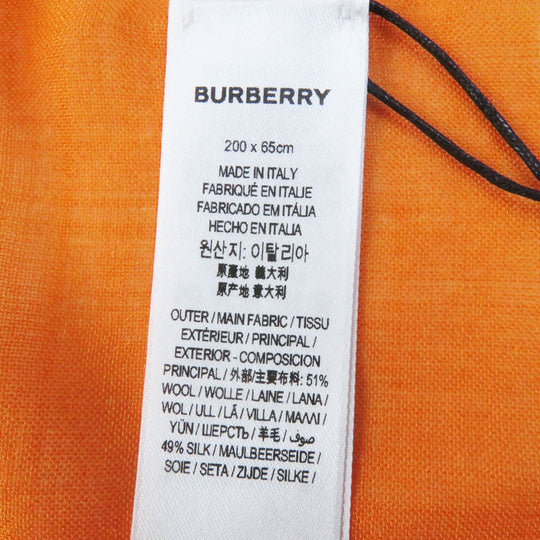 BURBERRY
200 x 65cm
MADE IN ITALY
FABRIQUÉ EN ITALIE
FABRICADO EM ITÁLIA
HECHO EN ITALIA
원산지: 이탈리아
原產地 義大利
原产地 意大利
OUTER / MAIN FABRIC / TISSU
EXTÉRIEUR / PRINCIPAL /
EXTERIOR - COMPOSICION
PRINCIPAL / 外部/主要布料: 51%
WOOL / WOLLE / LAINE / LANA /
WOL / ULL / LÃ / VILLA / ΜΑΛΛΙ /
YÜN / ШЕРСТЬ / 羊毛 / صوف /
49% SILK / MAULBEERSEIDE /
SOIE / SETA / ZIJDE / SILKE /